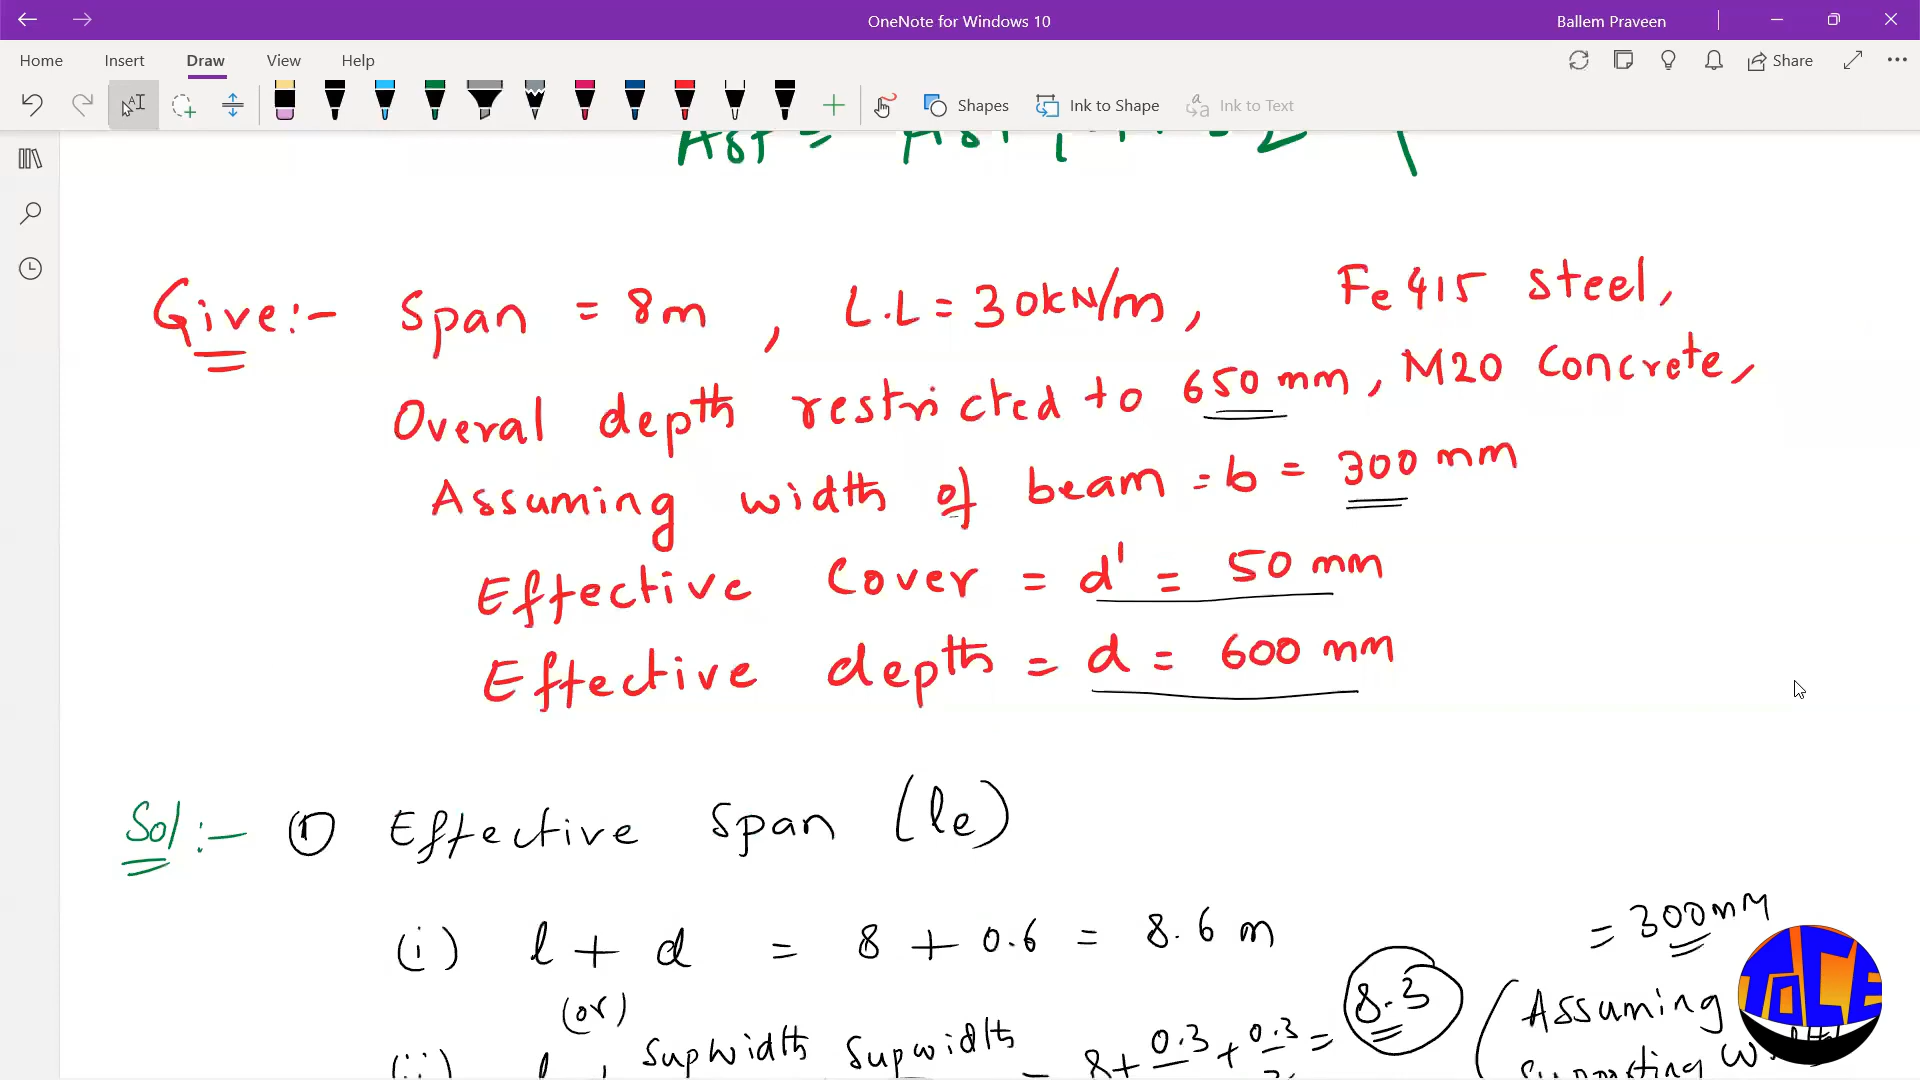 OneNote for Windows 10
Ballem Praveen
Home Insert Draw View Help
Share
Shapes Ink to Shape Ink to Text
Give:- Span = 8m , L.L = 30kN/m, Fe 415 steel,
Overal depth restricted to 650 mm, M20 Concrete,
Assuming width of beam = b = 300 mm
Effective Cover = d' = 50 mm
Effective depth = d = 600 mm
Sol:- (1) Effective Span (le)
(i) l + d = 8 + 0.6 = 8.6 m
= 300mm
(or)
8.3
(Assuming
(ii) l + Supwidth Supwidth = 8 + 0.3 + 0.3 =
Supporting
TOLCE